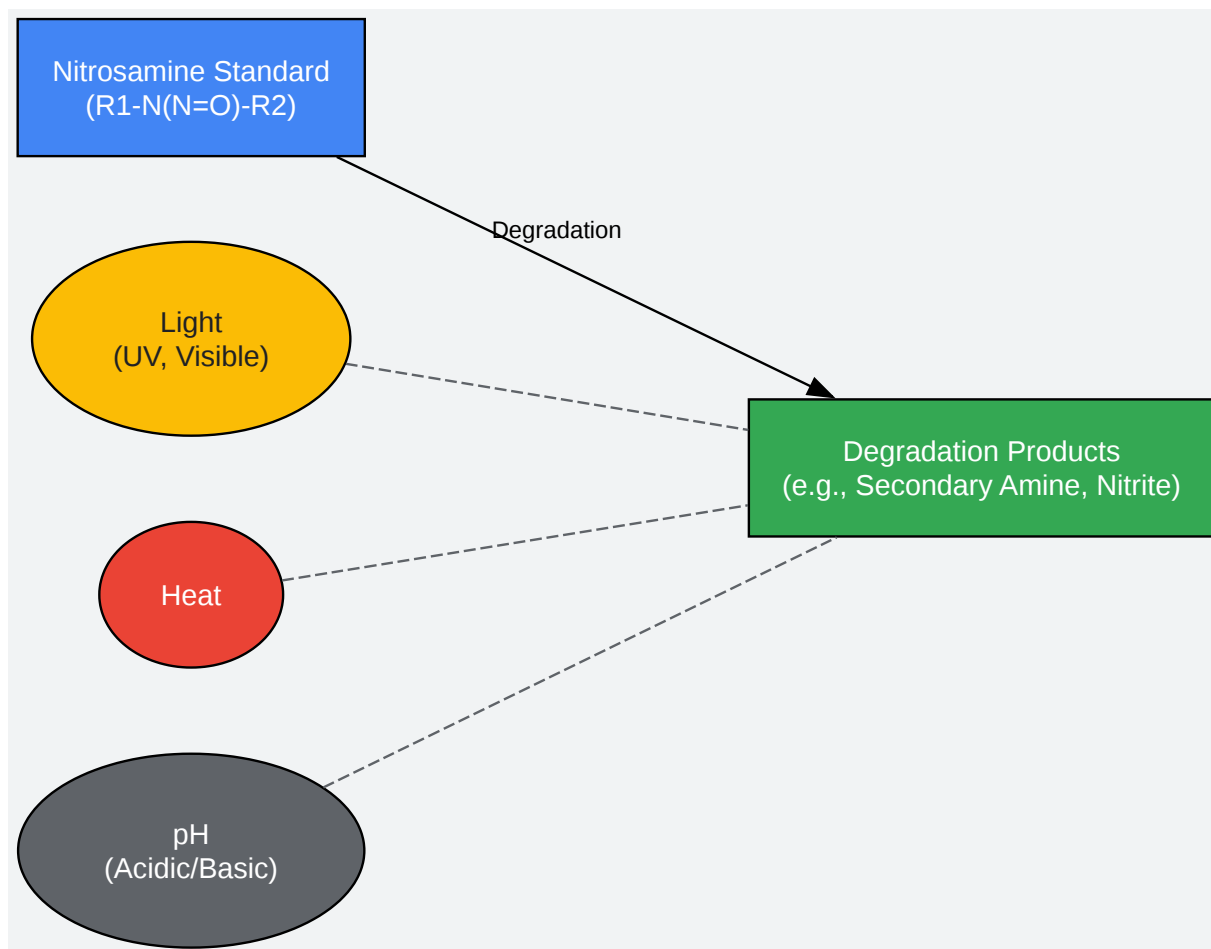 Nitrosamine Standard
(R1-N(N=O)-R2)
Degradation
Light
(UV, Visible)
Degradation Products
(e.g., Secondary Amine, Nitrite)
Heat
pH
(Acidic/Basic)